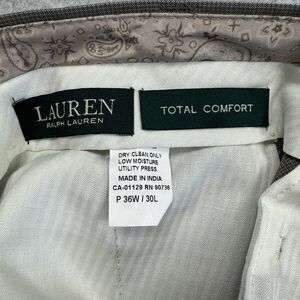 LAUREN
RALPH LAUREN
TOTAL COMFORT
DRY CLEAN ONLY
LOW MOISTURE
UTILITY PRESS
MADE IN INDIA
CA-01129 RN 90736
P 36W / 30L